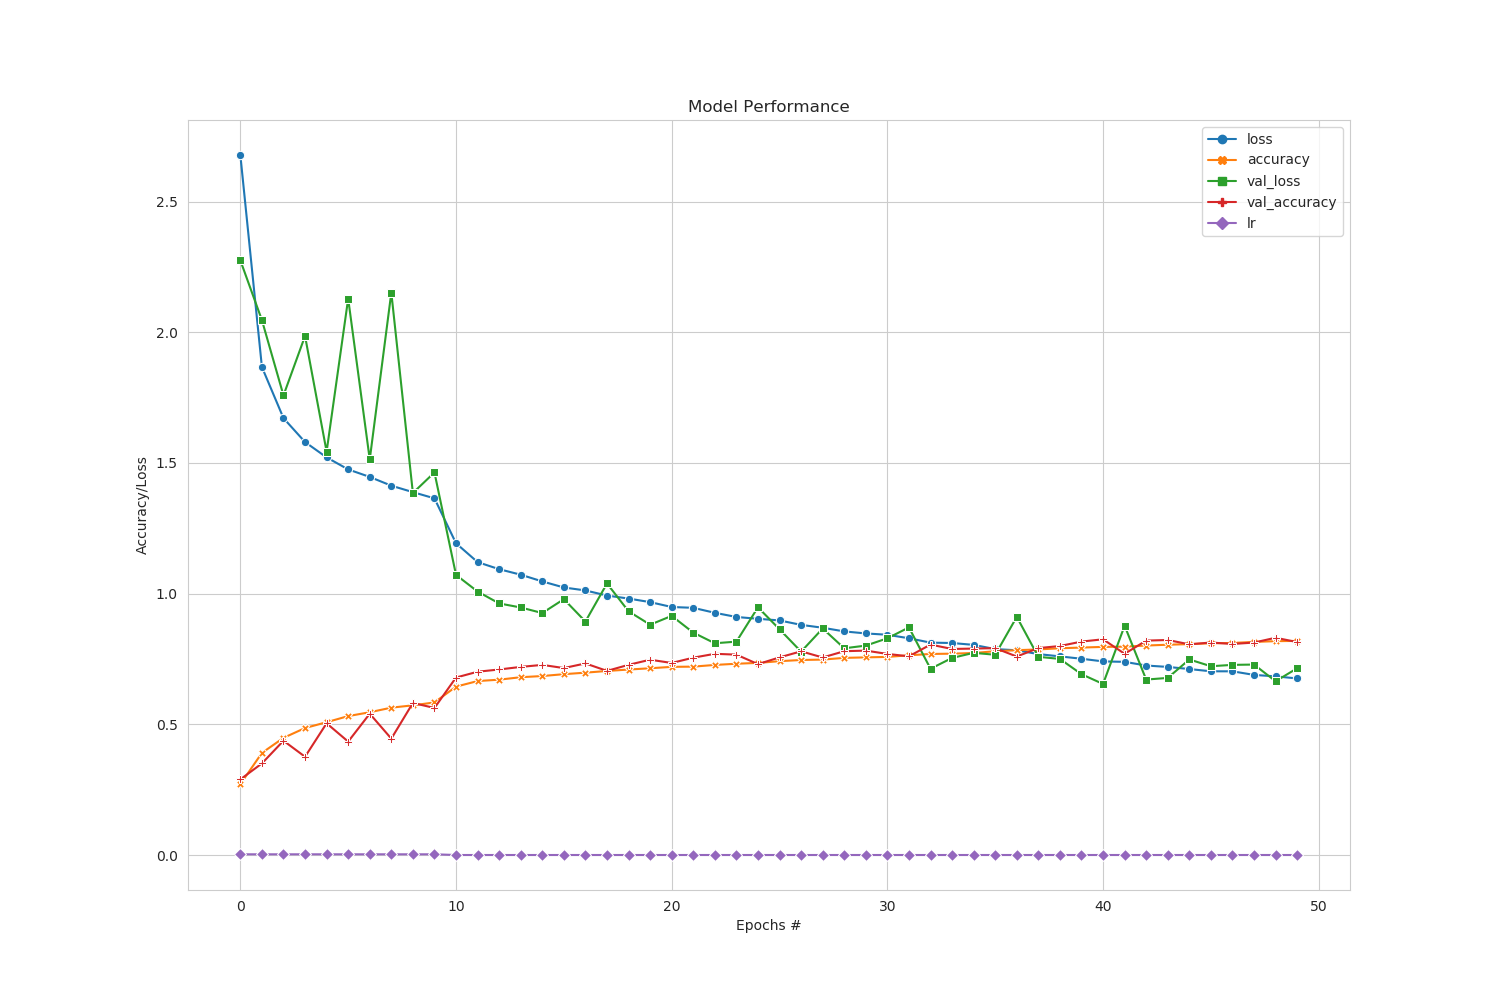 Model Performance
loss
accuracy
val_loss
val_accuracy
lr
2.5
2.0
1.5
1.0
0.5
0.0
Accuracy/Loss
0 10 20 30 40 50
Epochs #